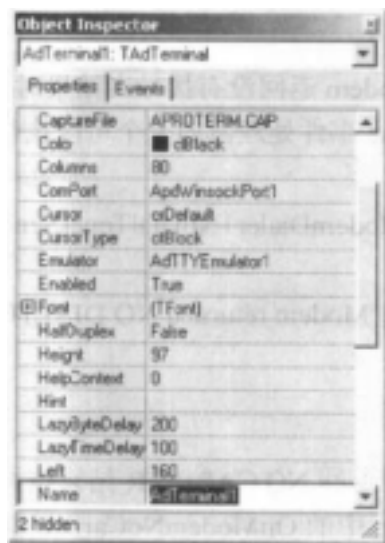 Object Inspector
AdTerminal1: TAdTerminal
Properties Events
CaptureFile APROTERM.CAP
Color clBlack
Columns 80
ComPort ApdWinsockPort1
Cursor crDefault
CursorType ctBlock
Emulator AdTTYEmulator1
Enabled True
Font (TFont)
HalfDuplex False
Height 97
HelpContext 0
Hint
LazyByteDelay 200
LazyTimeDelay 100
Left 160
Name AdTerminal1
2 hidden